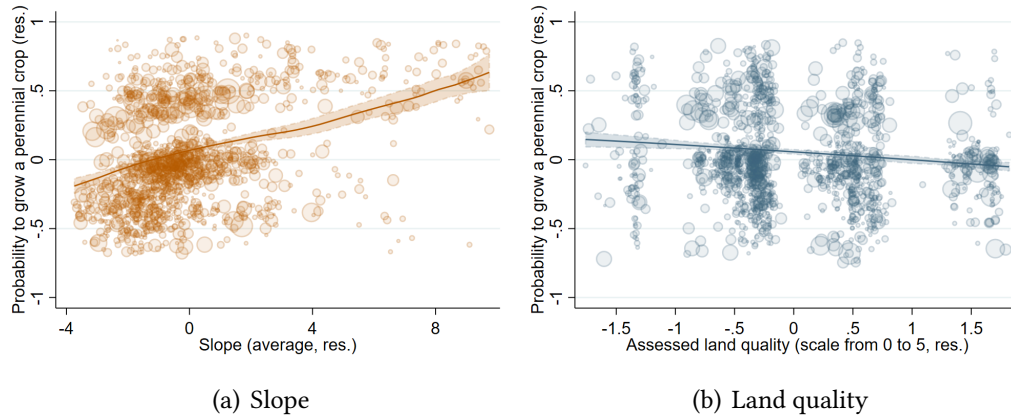 Probability to grow a perennial crop (res.)
1
.5
0
-.5
-1
-4 0 4 8
Slope (average, res.)
(a) Slope
Probability to grow a perennial crop (res.)
1
.5
0
-.5
-1
-1.5 -1 -.5 0 .5 1 1.5
Assessed land quality (scale from 0 to 5, res.)
(b) Land quality